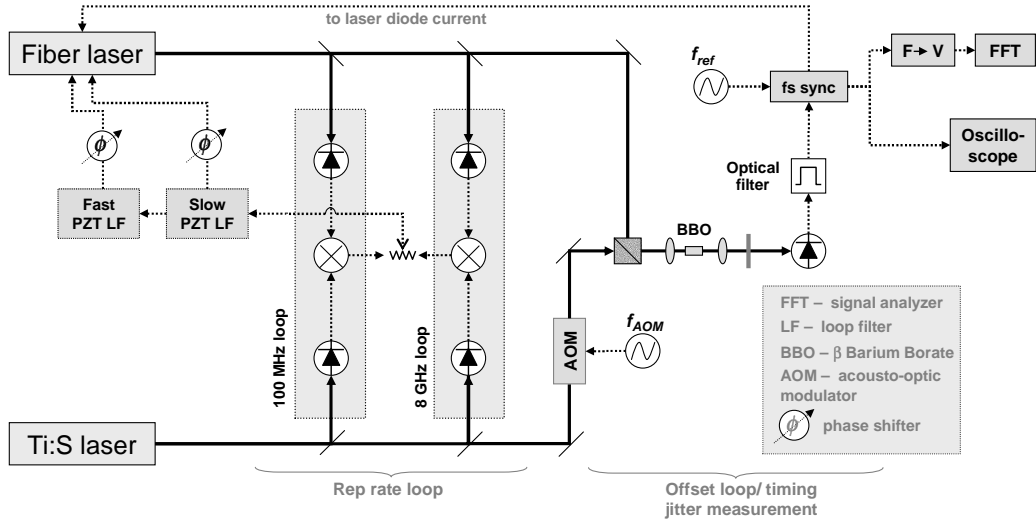 to laser diode current
Fiber laser
f_ref
fs sync
F → V
FFT
Oscillo-
scope
ϕ
ϕ
Fast
PZT LF
Slow
PZT LF
Optical
filter
BBO
100 MHz loop
8 GHz loop
AOM
f_AOM
FFT – signal analyzer
LF – loop filter
BBO – β Barium Borate
AOM – acousto-optic
modulator
ϕ phase shifter
Ti:S laser
Rep rate loop
Offset loop/ timing
jitter measurement